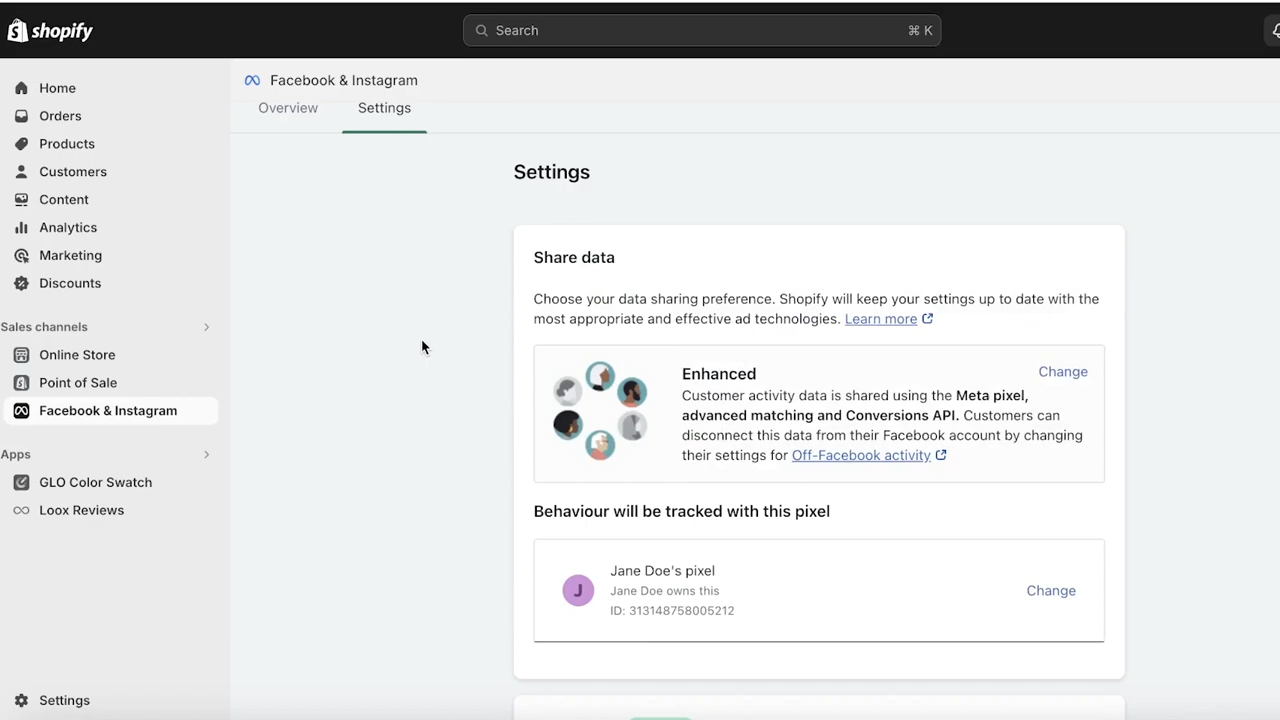 shopify
Search
⌘ K
Home
Orders
Products
Customers
Content
Analytics
Marketing
Discounts
Sales channels
Online Store
Point of Sale
Facebook & Instagram
Apps
GLO Color Swatch
Loox Reviews
Settings
Facebook & Instagram
Overview
Settings
Settings
Share data
Choose your data sharing preference. Shopify will keep your settings up to date with the
most appropriate and effective ad technologies. Learn more
Enhanced
Change
Customer activity data is shared using the Meta pixel,
advanced matching and Conversions API. Customers can
disconnect this data from their Facebook account by changing
their settings for Off-Facebook activity
Behaviour will be tracked with this pixel
J
Jane Doe's pixel
Jane Doe owns this
ID: 313148758005212
Change